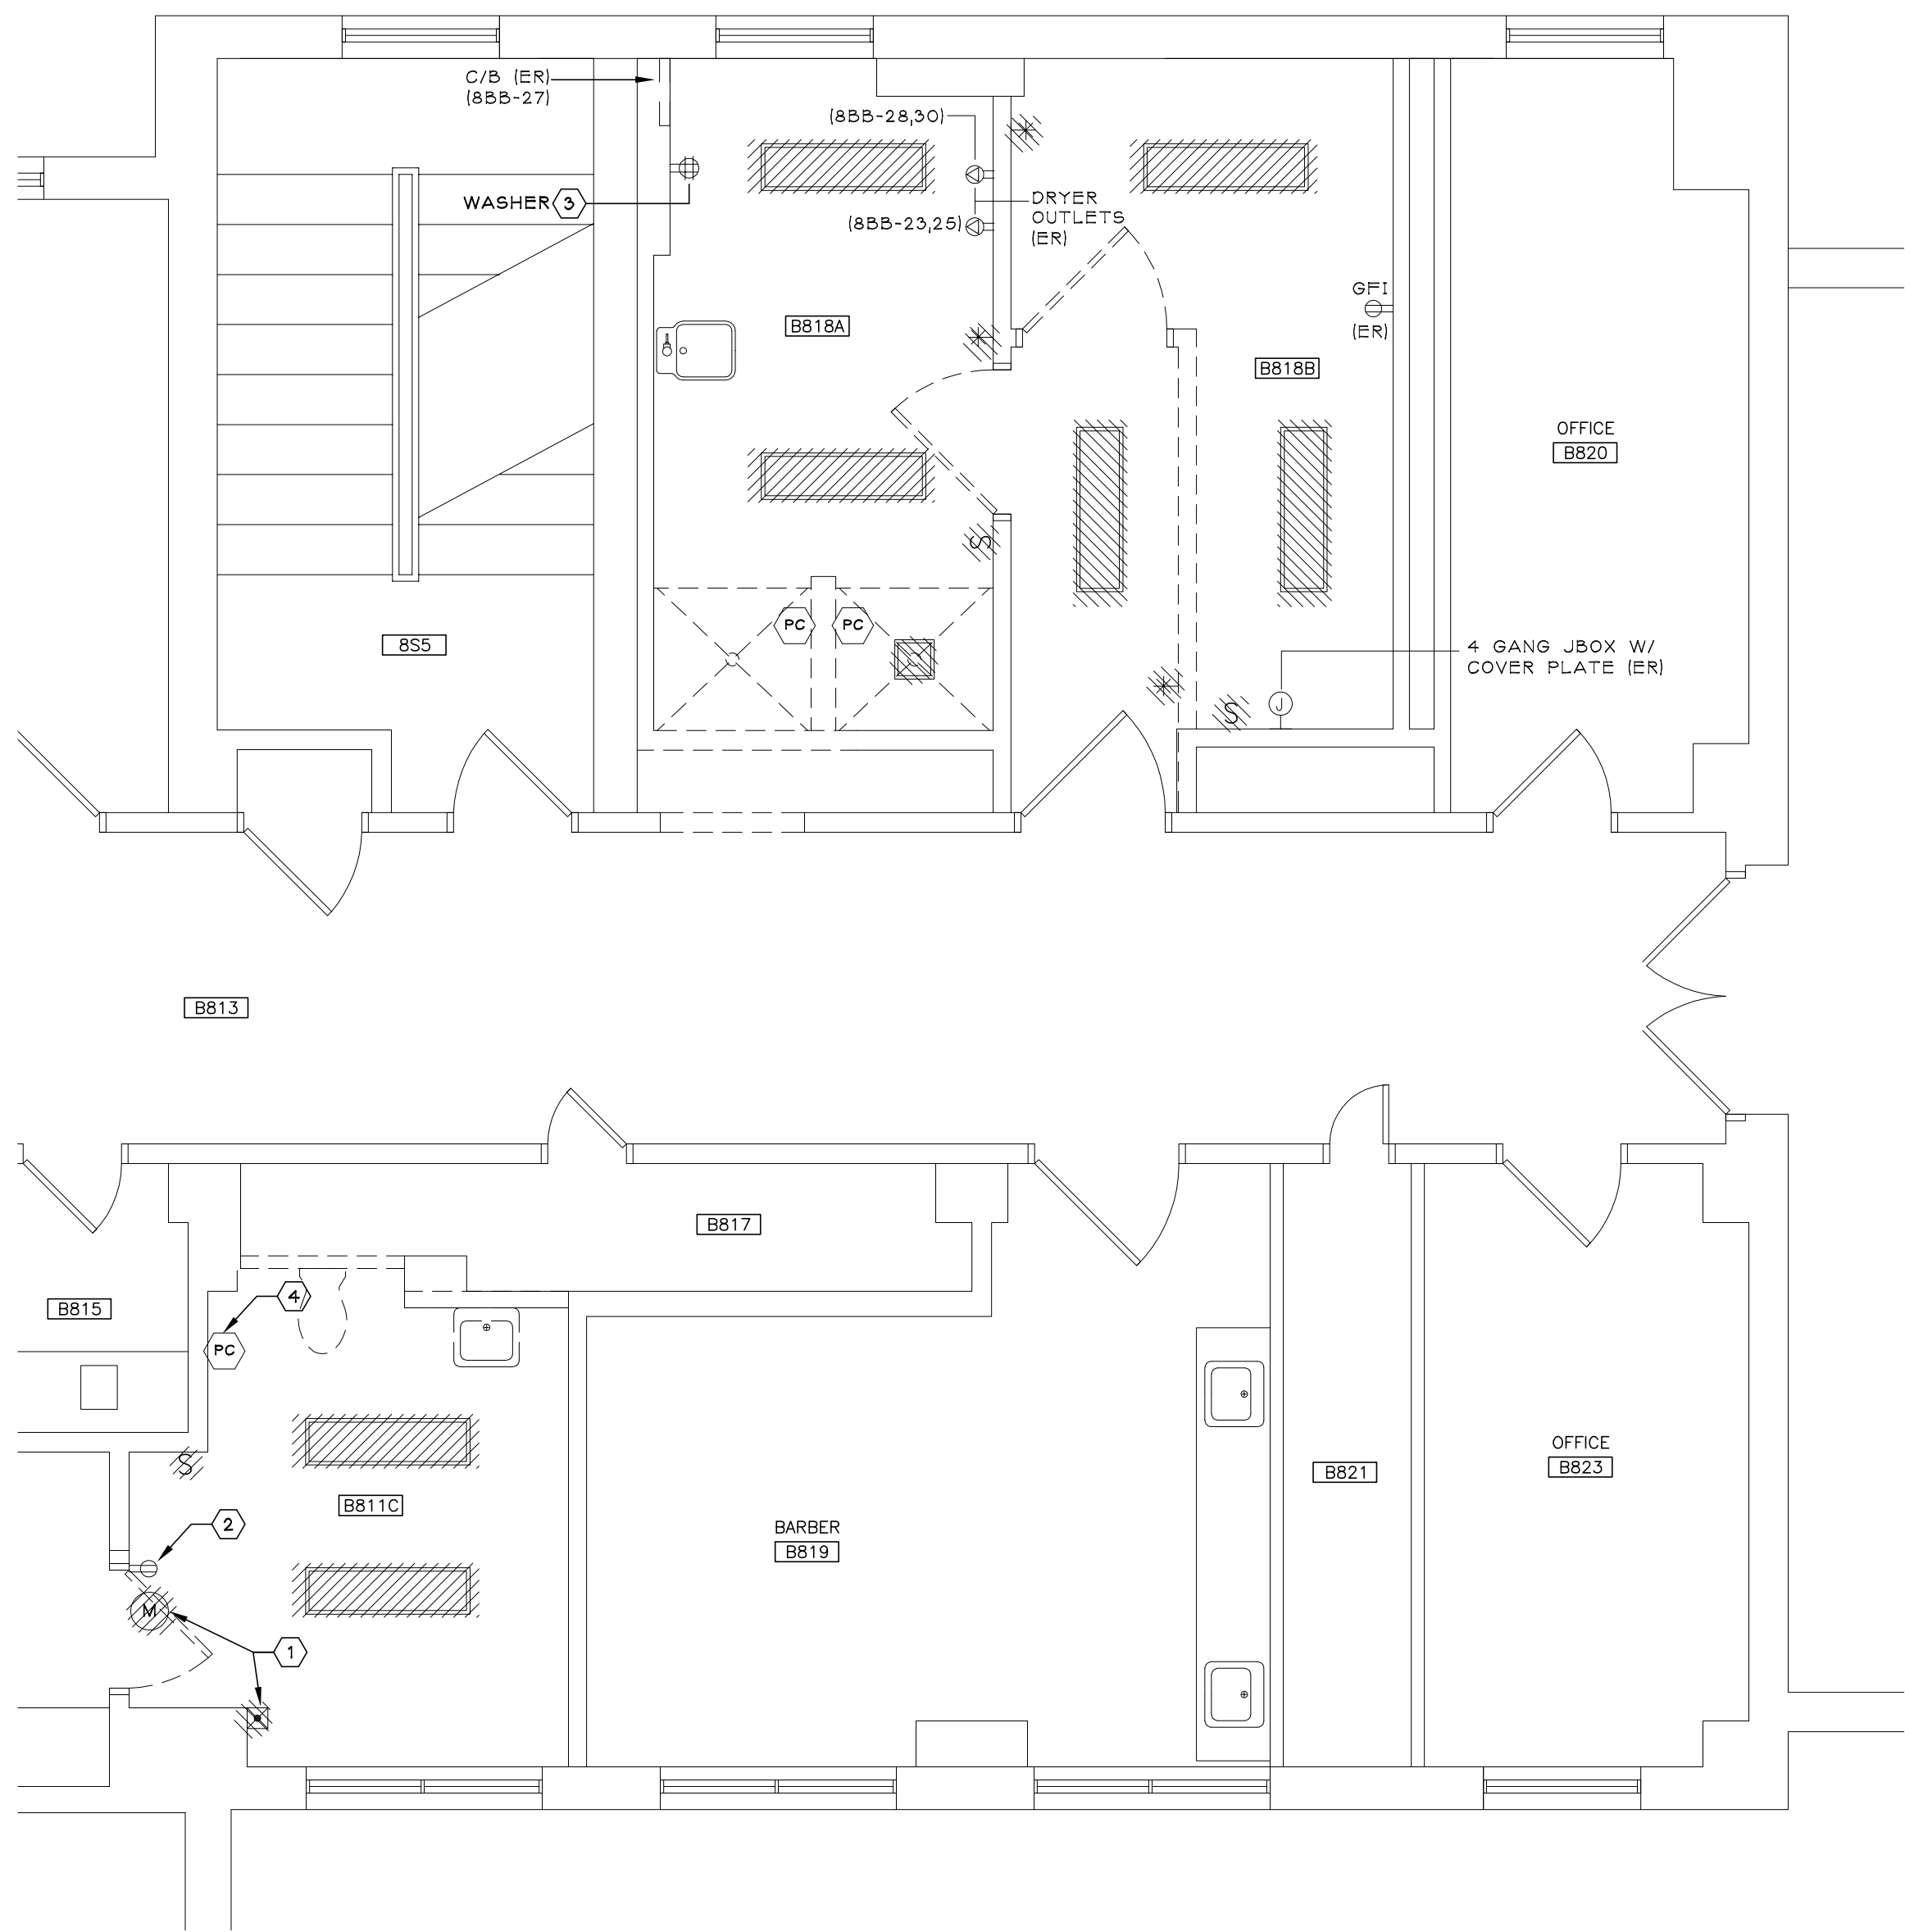 C/B (ER)
(8BB-27)
(8BB-28,30)
WASHER 3
DRYER
OUTLETS
(ER)
(8BB-23,25)
GFI
(ER)
B818A
B818B
OFFICE
B820
S
PC
PC
8S5
4 GANG JBOX W/
COVER PLATE (ER)
S
J
B813
B817
4
B815
PC
OFFICE
B823
S
B821
B811C
2
BARBER
B819
M
1